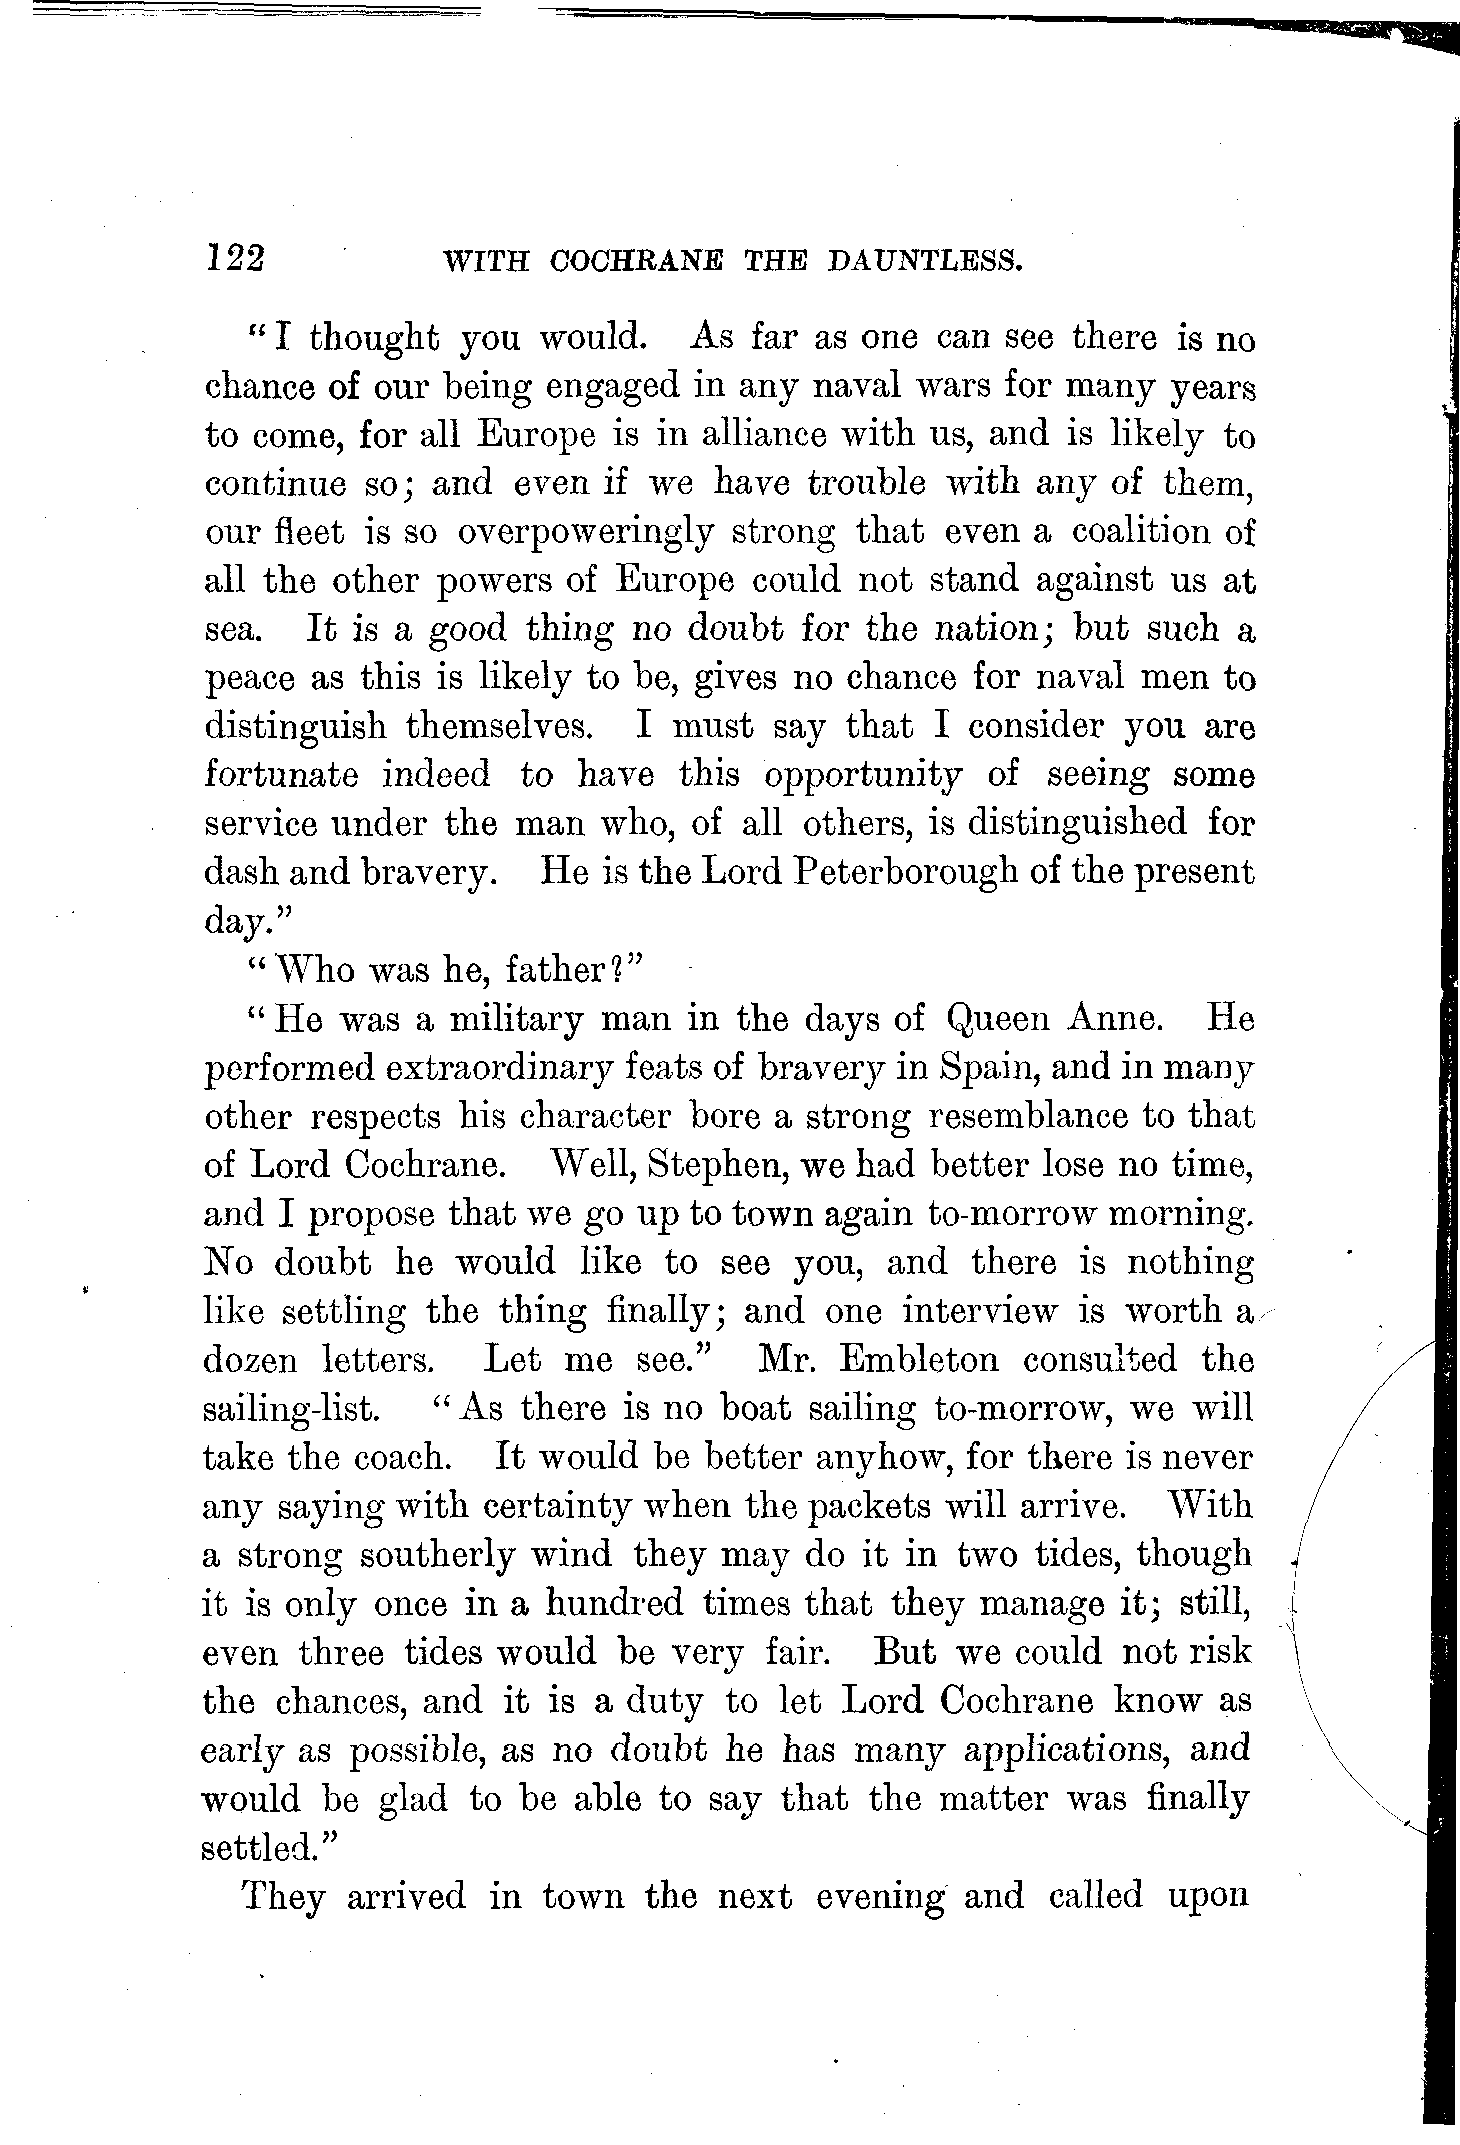 122 WITH COCHRANE THE DAUNTLESS.
"I thought you would. As far as one can see there is no
chance of our being engaged in any naval wars for many years
to come, for all Europe is in alliance with us, and is likely to
continue so; and even if we have trouble with any of them,
our fleet is so overpoweringly strong that even a coalition of
all the other powers of Europe could not stand against us at
sea. It is a good thing no doubt for the nation; but such a
peace as this is likely to be, gives no chance for naval men to
distinguish themselves. I must say that I consider you are
fortunate indeed to have this opportunity of seeing some
service under the man who, of all others, is distinguished for
dash and bravery. He is the Lord Peterborough of the present
day."
"Who was he, father?"
"He was a military man in the days of Queen Anne. He
performed extraordinary feats of bravery in Spain, and in many
other respects his character bore a strong resemblance to that
of Lord Cochrane. Well, Stephen, we had better lose no time,
and I propose that we go up to town again to-morrow morning.
No doubt he would like to see you, and there is nothing
like settling the thing finally; and one interview is worth a
dozen letters. Let me see." Mr. Embleton consulted the
sailing-list. "As there is no boat sailing to-morrow, we will
take the coach. It would be better anyhow, for there is never
any saying with certainty when the packets will arrive. With
a strong southerly wind they may do it in two tides, though
it is only once in a hundred times that they manage it; still,
even three tides would be very fair. But we could not risk
the chances, and it is a duty to let Lord Cochrane know as
early as possible, as no doubt he has many applications, and
would be glad to be able to say that the matter was finally
settled."
They arrived in town the next evening and called upon